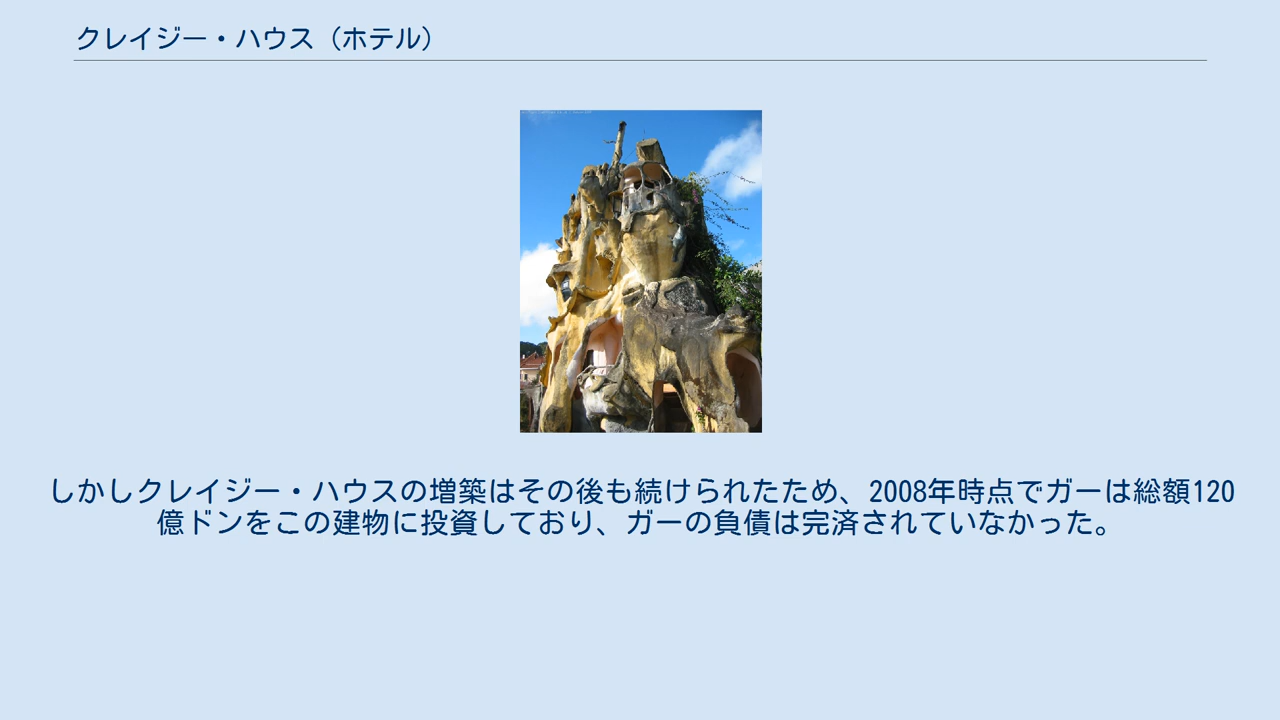 クレイジー・ハウス（ホテル）
しかしクレイジー・ハウスの増築はその後も続けられたため、2008年時点でガーは総額120
億ドンをこの建物に投資しており、ガーの負債は完済されていなかった。